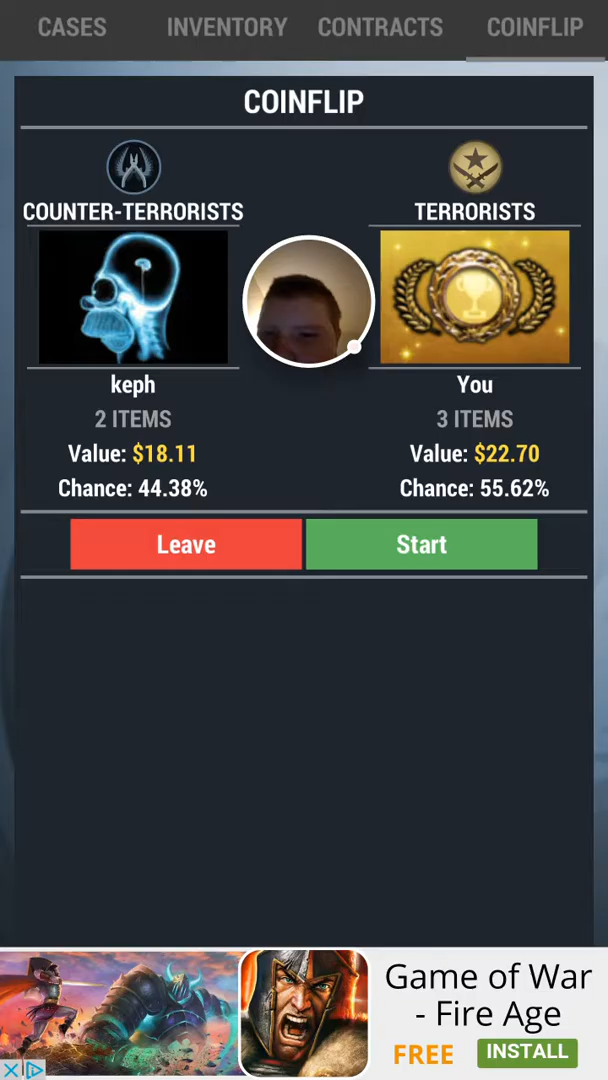 CASES INVENTORY CONTRACTS COINFLIP
COINFLIP
COUNTER-TERRORISTS
TERRORISTS
keph
You
2 ITEMS
3 ITEMS
Value: $18.11
Value: $22.70
Chance: 44.38%
Chance: 55.62%
Leave
Start
Game of War
- Fire Age
FREE
INSTALL